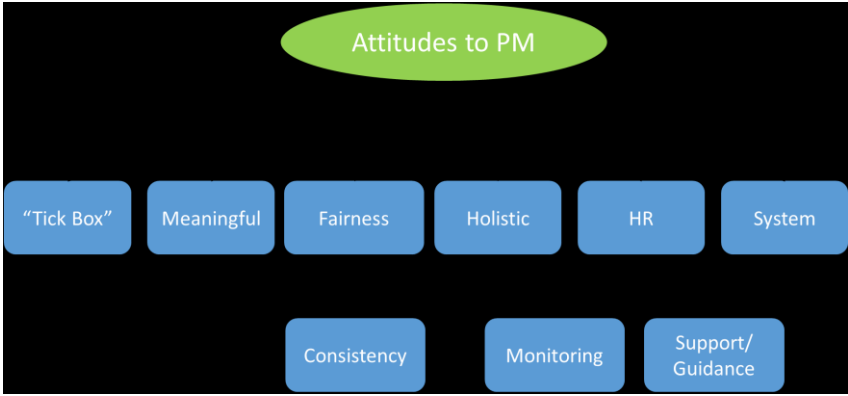 Attitudes to PM
“Tick Box”
Meaningful
Fairness
Holistic
HR
System
Consistency
Monitoring
Support/
Guidance